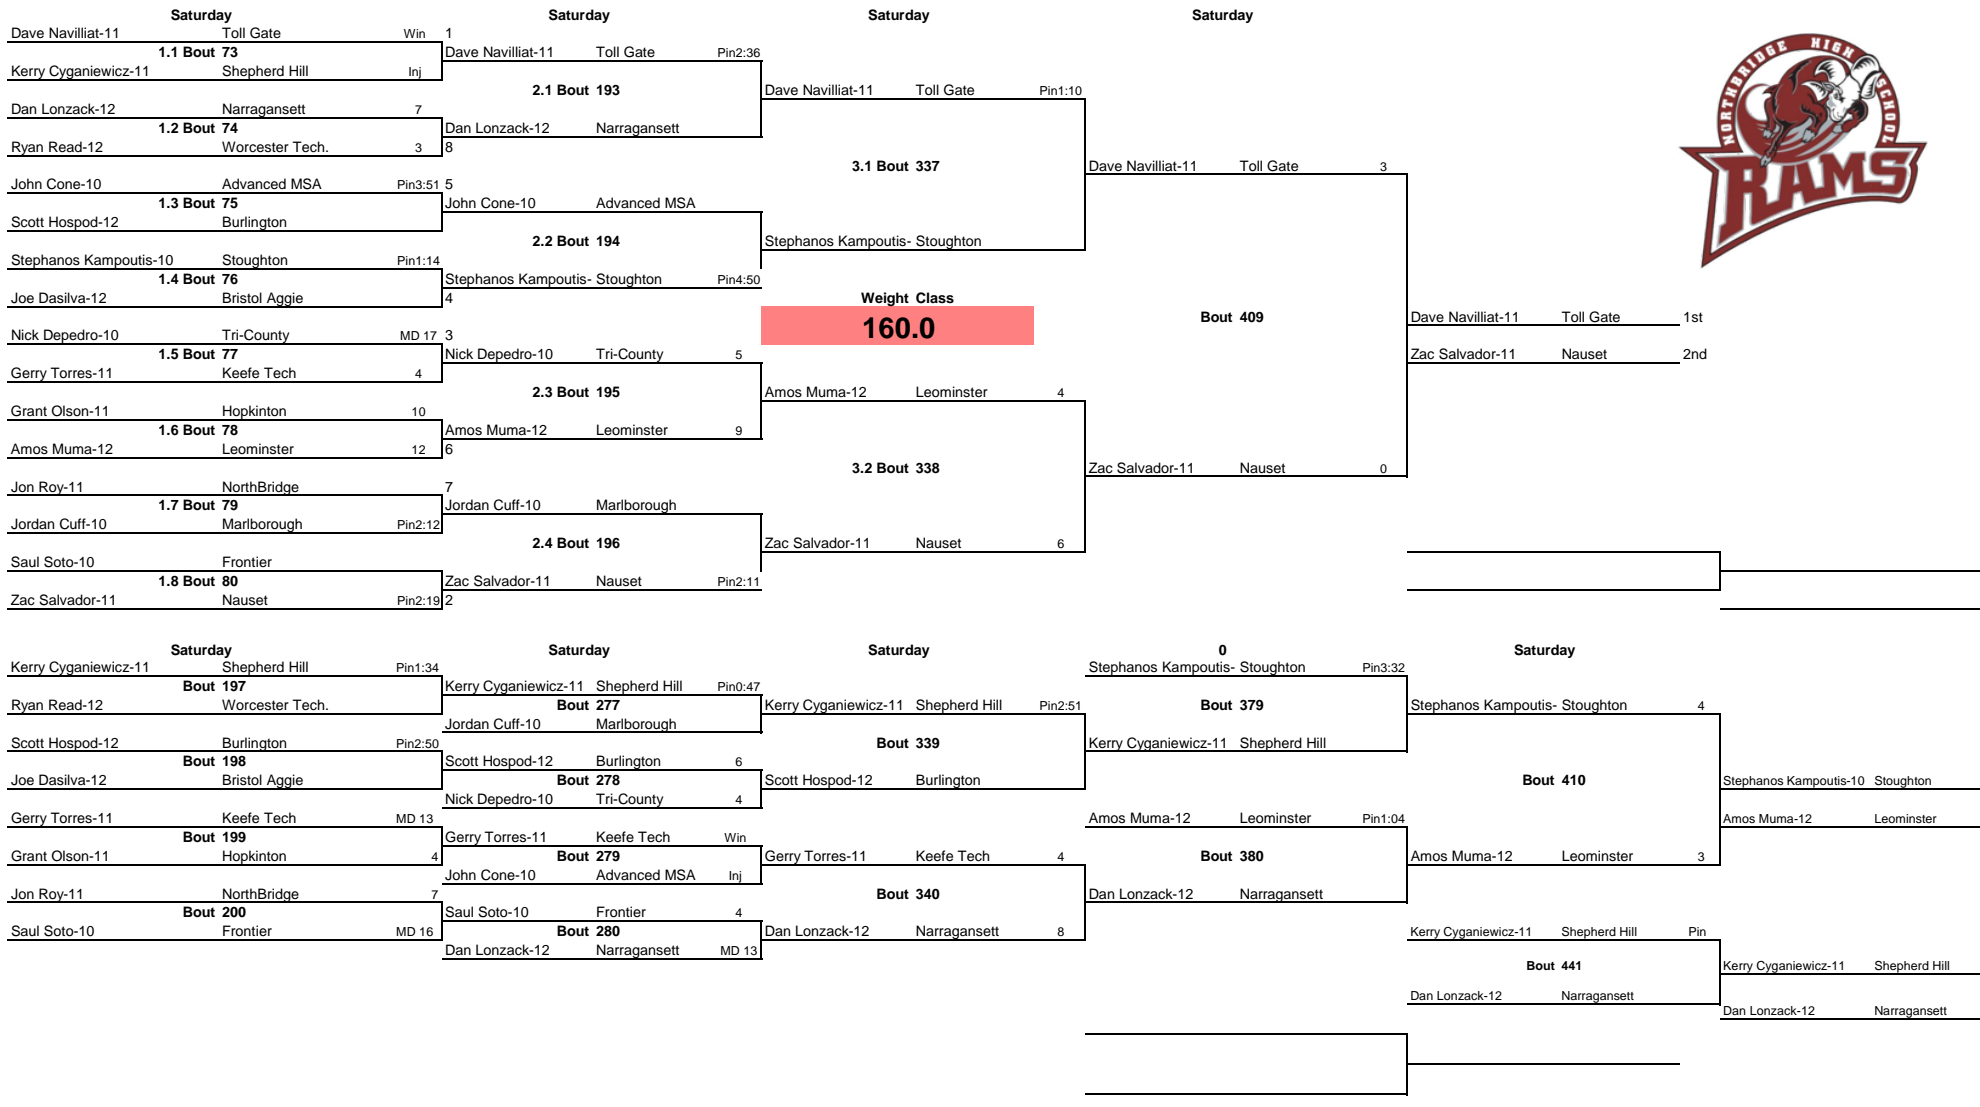 Saturday Saturday Saturday Saturday
Dave Navilliat-11 Toll Gate Win 1
1.1 Bout 73 Dave Navilliat-11 Toll Gate Pin2:36
Kerry Cyganiewicz-11 Shepherd Hill Inj
2.1 Bout 193 Dave Navilliat-11 Toll Gate Pin1:10
Dan Lonzack-12 Narragansett 7
1.2 Bout 74 Dan Lonzack-12 Narragansett
Ryan Read-12 Worcester Tech. 3 8
3.1 Bout 337 Dave Navilliat-11 Toll Gate 3
John Cone-10 Advanced MSA Pin3:51 5
1.3 Bout 75 John Cone-10 Advanced MSA
Scott Hospod-12 Burlington
2.2 Bout 194 Stephanos Kampoutis- Stoughton
Stephanos Kampoutis-10 Stoughton Pin1:14
1.4 Bout 76 Stephanos Kampoutis- Stoughton Pin4:50
Joe Dasilva-12 Bristol Aggie 4 Weight Class
160.0 Bout 409 Dave Navilliat-11 Toll Gate 1st
Nick Depedro-10 Tri-County MD 17 3
1.5 Bout 77 Nick Depedro-10 Tri-County 5 Zac Salvador-11 Nauset 2nd
Gerry Torres-11 Keefe Tech 4
2.3 Bout 195 Amos Muma-12 Leominster 4
Grant Olson-11 Hopkinton 10
1.6 Bout 78 Amos Muma-12 Leominster 9
Amos Muma-12 Leominster 12 6
3.2 Bout 338 Zac Salvador-11 Nauset 0
Jon Roy-11 NorthBridge 7
1.7 Bout 79 Jordan Cuff-10 Marlborough
Jordan Cuff-10 Marlborough Pin2:12
2.4 Bout 196 Zac Salvador-11 Nauset 6
Saul Soto-10 Frontier
1.8 Bout 80 Zac Salvador-11 Nauset Pin2:11
Zac Salvador-11 Nauset Pin2:19 2
NORTHBRIDGE HIGH SCHOOL
RAMS
Saturday Saturday Saturday 0 Saturday
Kerry Cyganiewicz-11 Shepherd Hill Pin1:34 Stephanos Kampoutis- Stoughton Pin3:32
Bout 197 Kerry Cyganiewicz-11 Shepherd Hill Pin0:47
Ryan Read-12 Worcester Tech. Bout 277 Kerry Cyganiewicz-11 Shepherd Hill Pin2:51 Bout 379 Stephanos Kampoutis- Stoughton 4
Jordan Cuff-10 Marlborough
Scott Hospod-12 Burlington Pin2:50 Bout 339 Kerry Cyganiewicz-11 Shepherd Hill
Bout 198 Scott Hospod-12 Burlington 6
Joe Dasilva-12 Bristol Aggie Bout 278 Scott Hospod-12 Burlington Bout 410 Stephanos Kampoutis-10 Stoughton
Nick Depedro-10 Tri-County 4
Gerry Torres-11 Keefe Tech MD 13 Amos Muma-12 Leominster Pin1:04 Amos Muma-12 Leominster
Bout 199 Gerry Torres-11 Keefe Tech Win
Grant Olson-11 Hopkinton 4 Bout 279 Gerry Torres-11 Keefe Tech 4 Bout 380 Amos Muma-12 Leominster 3
John Cone-10 Advanced MSA Inj
Jon Roy-11 NorthBridge 7 Bout 340 Dan Lonzack-12 Narragansett
Bout 200 Saul Soto-10 Frontier 4
Saul Soto-10 Frontier MD 16 Bout 280 Dan Lonzack-12 Narragansett 8 Kerry Cyganiewicz-11 Shepherd Hill Pin
Dan Lonzack-12 Narragansett MD 13
Bout 441 Kerry Cyganiewicz-11 Shepherd Hill
Dan Lonzack-12 Narragansett
Dan Lonzack-12 Narragansett